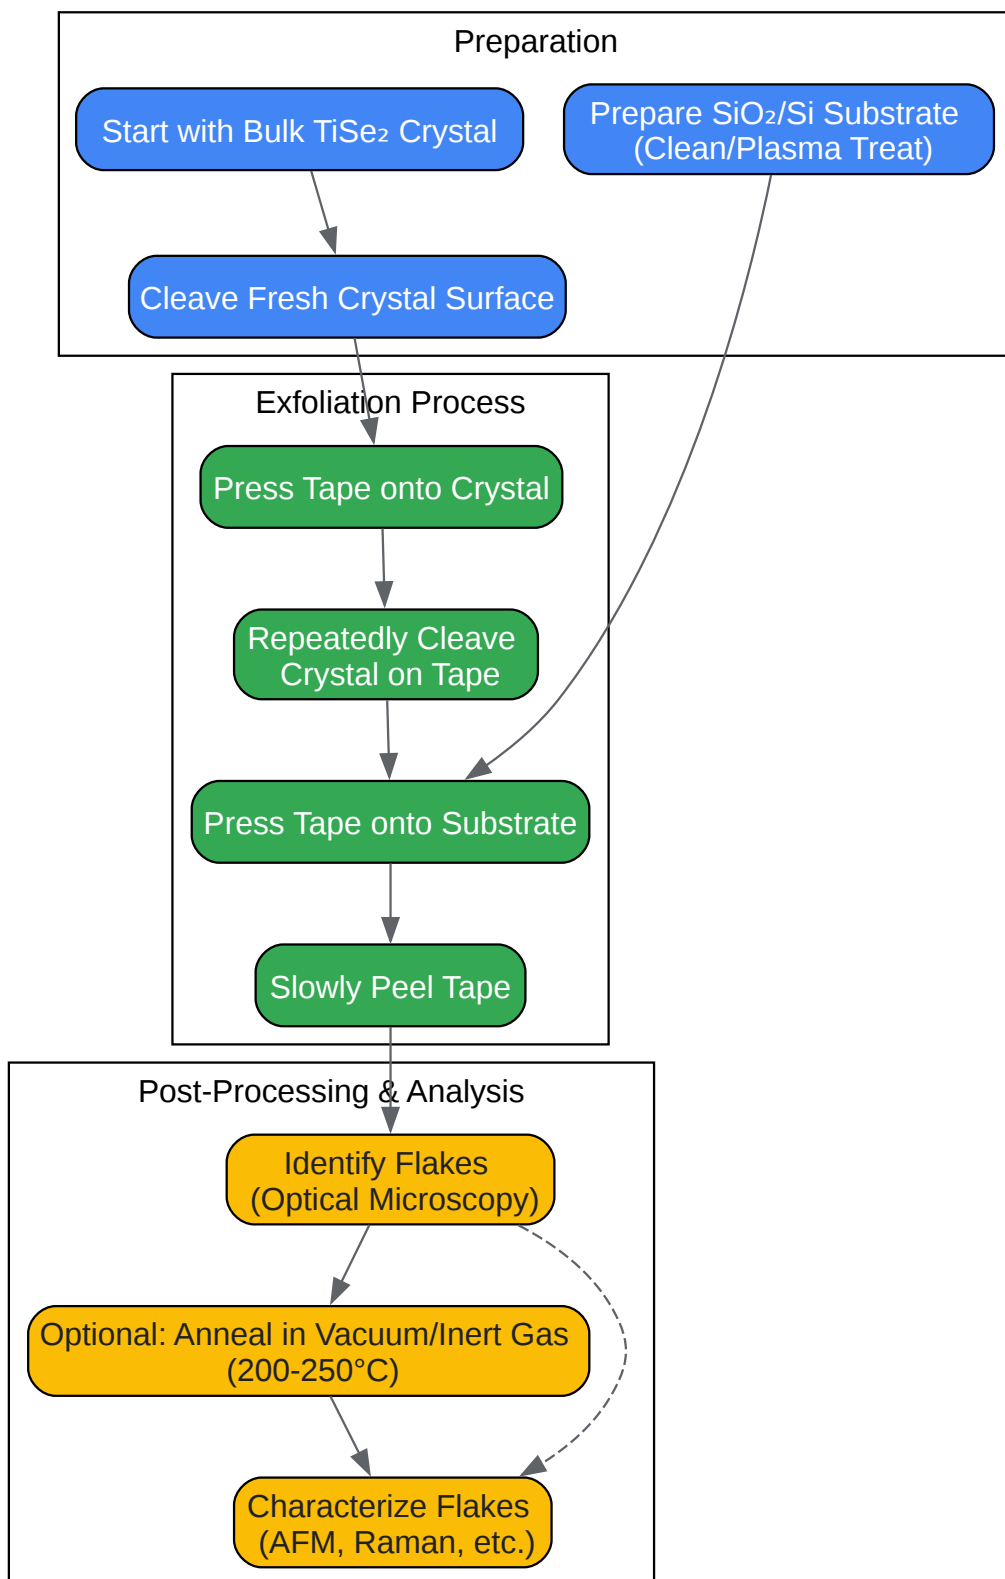 Preparation
Start with Bulk TiSe₂ Crystal
Prepare SiO₂/Si Substrate
(Clean/Plasma Treat)
Cleave Fresh Crystal Surface
Exfoliation Process
Press Tape onto Crystal
Repeatedly Cleave
Crystal on Tape
Press Tape onto Substrate
Slowly Peel Tape
Post-Processing & Analysis
Identify Flakes
(Optical Microscopy)
Optional: Anneal in Vacuum/Inert Gas
(200-250°C)
Characterize Flakes
(AFM, Raman, etc.)